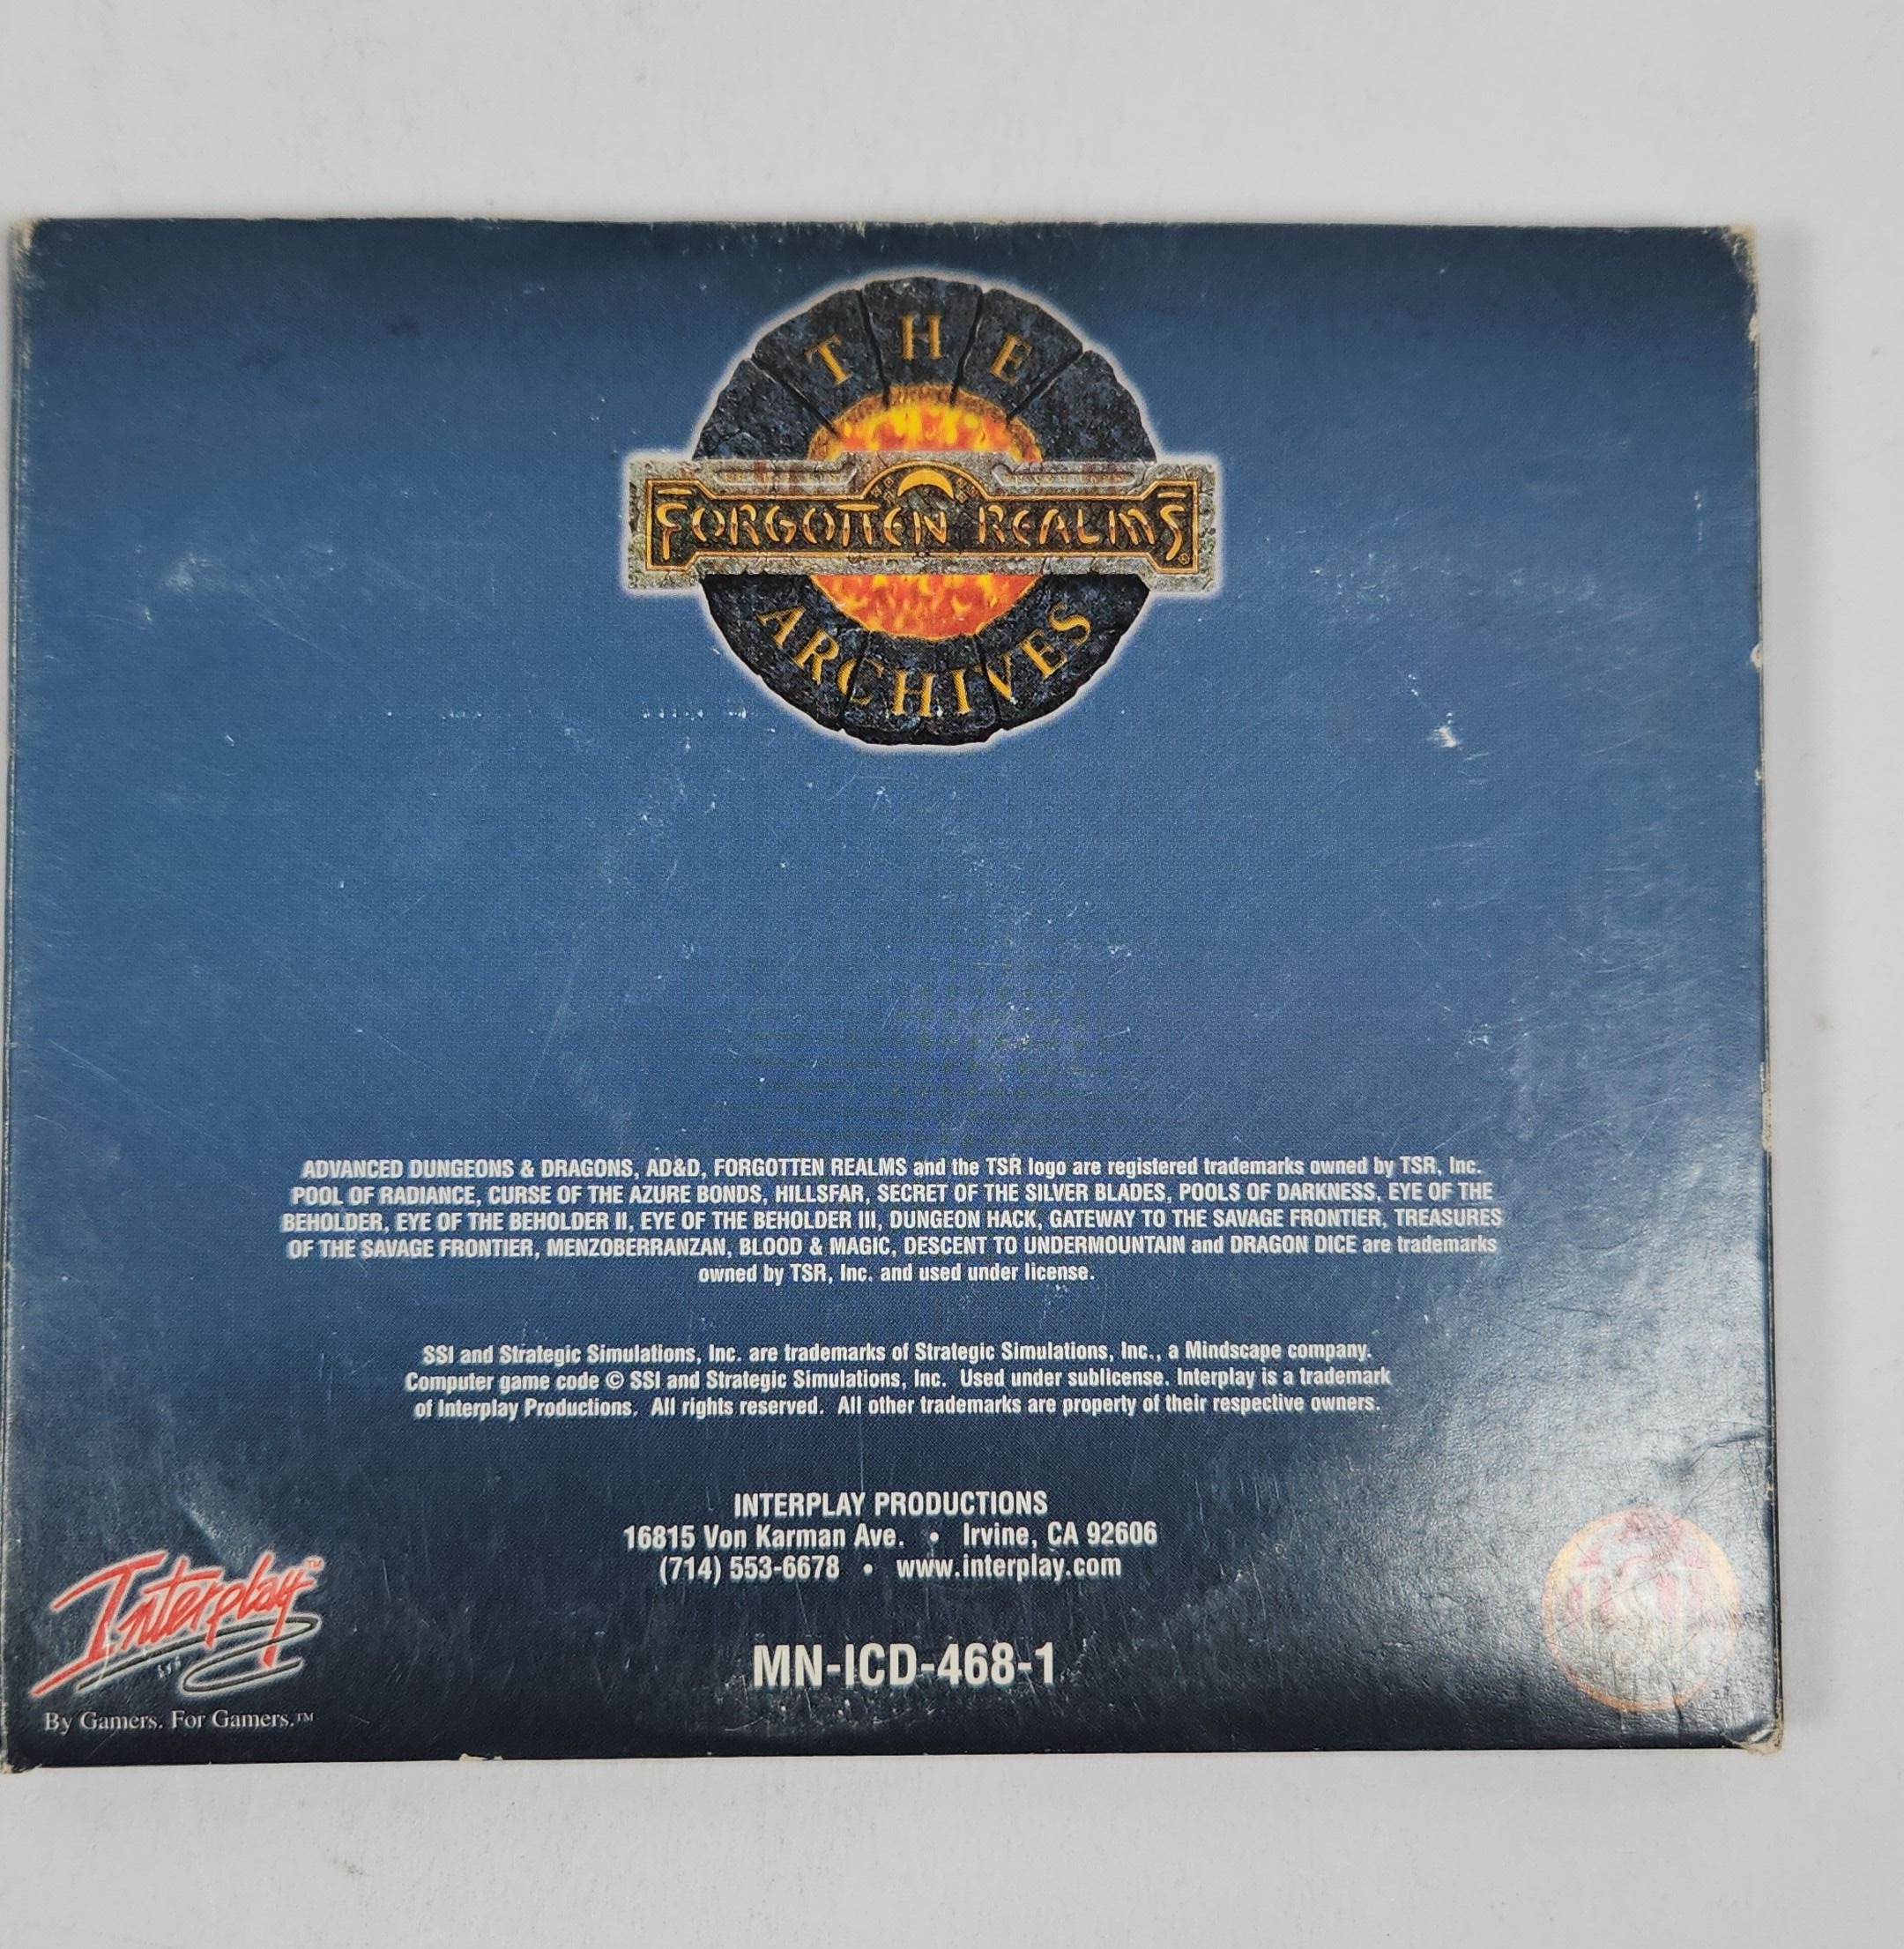 THE
FORGOTTEN REALMS
ARCHIVES
ADVANCED DUNGEONS & DRAGONS, AD&D, FORGOTTEN REALMS and the TSR logo are registered trademarks owned by TSR, Inc.
POOL OF RADIANCE, CURSE OF THE AZURE BONDS, HILLSFAR, SECRET OF THE SILVER BLADES, POOLS OF DARKNESS, EYE OF THE
BEHOLDER, EYE OF THE BEHOLDER II, EYE OF THE BEHOLDER III, DUNGEON HACK, GATEWAY TO THE SAVAGE FRONTIER, TREASURES
OF THE SAVAGE FRONTIER, MENZOBERRANZAN, BLOOD & MAGIC, DESCENT TO UNDERMOUNTAIN and DRAGON DICE are trademarks
owned by TSR, Inc. and used under license.
SSI and Strategic Simulations, Inc. are trademarks of Strategic Simulations, Inc., a Mindscape company.
Computer game code © SSI and Strategic Simulations, Inc. Used under sublicense. Interplay is a trademark
of Interplay Productions. All rights reserved. All other trademarks are property of their respective owners.
INTERPLAY PRODUCTIONS
16815 Von Karman Ave. • Irvine, CA 92606
(714) 553-6678 • www.interplay.com
Interplay™
By Gamers. For Gamers.™
MN-ICD-468-1